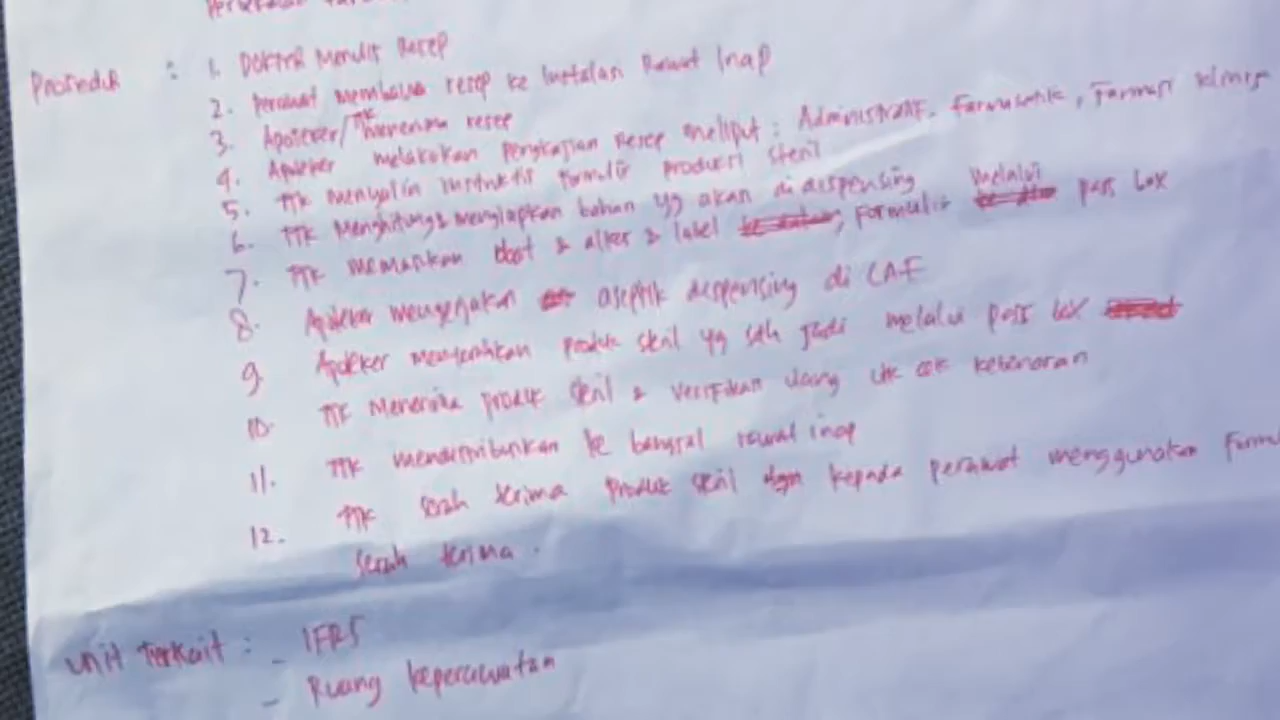 Prosedur : 1. Dokter Menulis Resep
2. perawat membawa resep ke Instalasi Rawat Inap
3. Apoteker/TTK menerima resep
4. Apoteker melakukan pengkajian Resep meliputi : Administratif, Farmasetik, Farmasi klinis
5. TTK menyalin instruksi formulir produksi steril
6. TTK Menghitung & menyiapkan bahan yg akan di dispensing
7. TTK memasukan obat & alkes & label, Formulir Melalui pass box
8. Apoteker mengerjakan aseptik dispensing di LAF
9. Apoteker menyerahkan produk steril yg sdh jadi melalui pass box
10. TTK Menerima produk steril & verifikasi ulang utk cek kebenaran
11. TTK mendistribusikan ke bangsal rawat inap
12. TTK serah terima produk steril kepada perawat menggunakan
serah terima.
Unit Terkait : - IFRS
- Ruang keperawatan